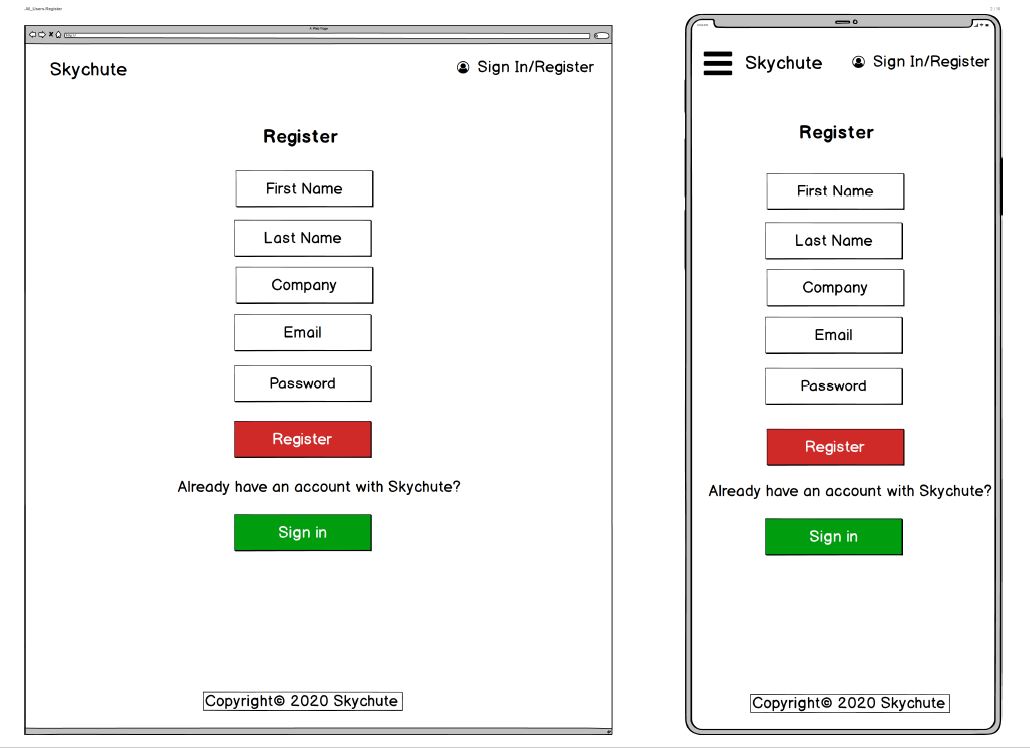 All_Users-Register
2 / 16
A Web Page
Skychute
Sign In/Register
Register
First Name
Last Name
Company
Email
Password
Register
Already have an account with Skychute?
Sign in
Copyright© 2020 Skychute
Skychute
Sign In/Register
Register
First Name
Last Name
Company
Email
Password
Register
Already have an account with Skychute?
Sign in
Copyright© 2020 Skychute